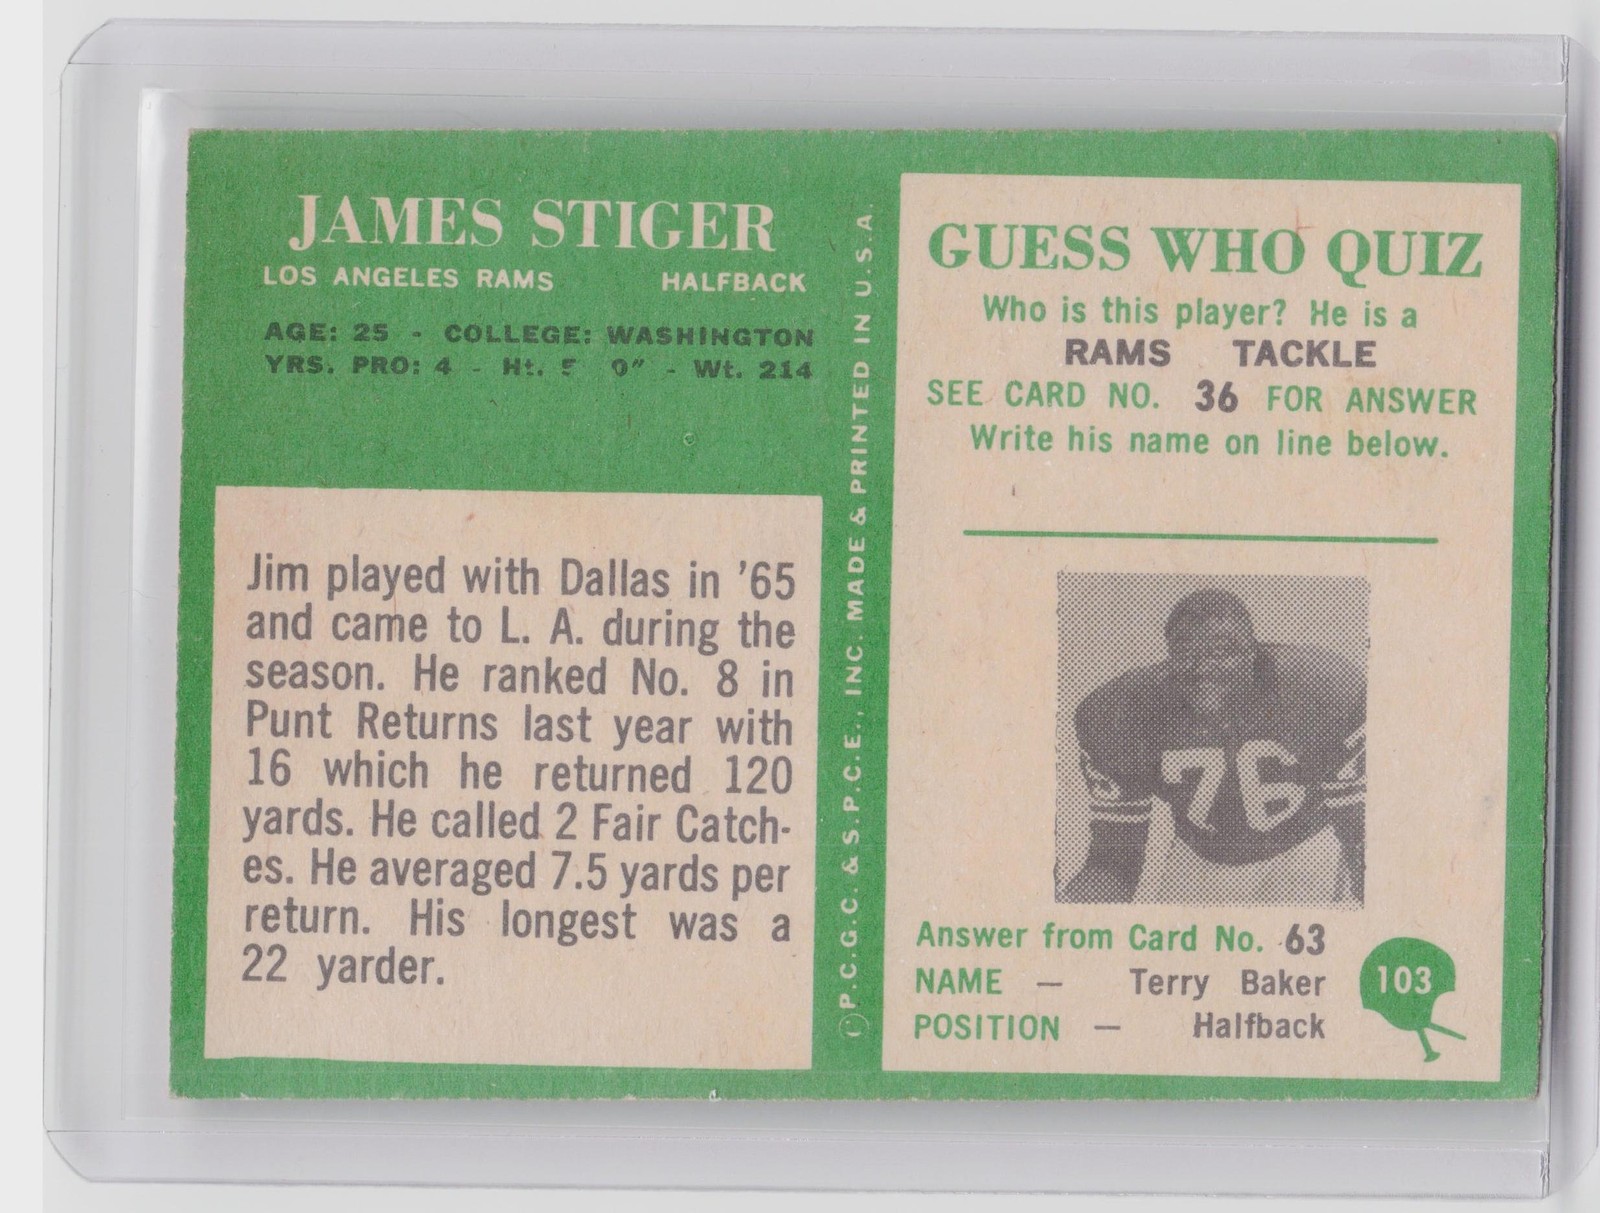 JAMES STIGER
LOS ANGELES RAMS HALFBACK
AGE: 25 - COLLEGE: WASHINGTON
YRS. PRO: 4 - Ht. 5 0" - Wt. 214
Jim played with Dallas in '65
and came to L. A. during the
season. He ranked No. 8 in
Punt Returns last year with
16 which he returned 120
yards. He called 2 Fair Catch-
es. He averaged 7.5 yards per
return. His longest was a
22 yarder.
©P.C.G.C. & S.P.C.E., INC. MADE & PRINTED IN U.S.A.
GUESS WHO QUIZ
Who is this player? He is a
RAMS TACKLE
SEE CARD NO. 36 FOR ANSWER
Write his name on line below.
76
Answer from Card No. 63
NAME — Terry Baker
POSITION — Halfback
103